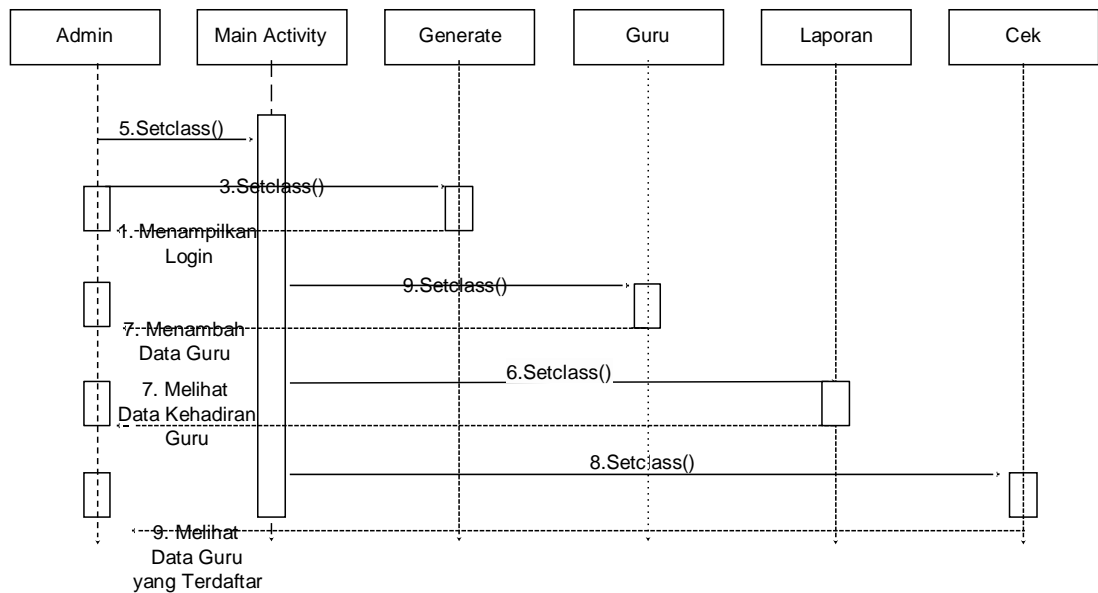 Admin
Main Activity
Generate
Guru
Laporan
Cek
5.Setclass()
3.Setclass()
1. Menampilkan
Login
9.Setclass()
7. Menambah
Data Guru
6.Setclass()
7. Melihat
Data Kehadiran
Guru
8.Setclass()
9. Melihat
Data Guru
yang Terdaftar